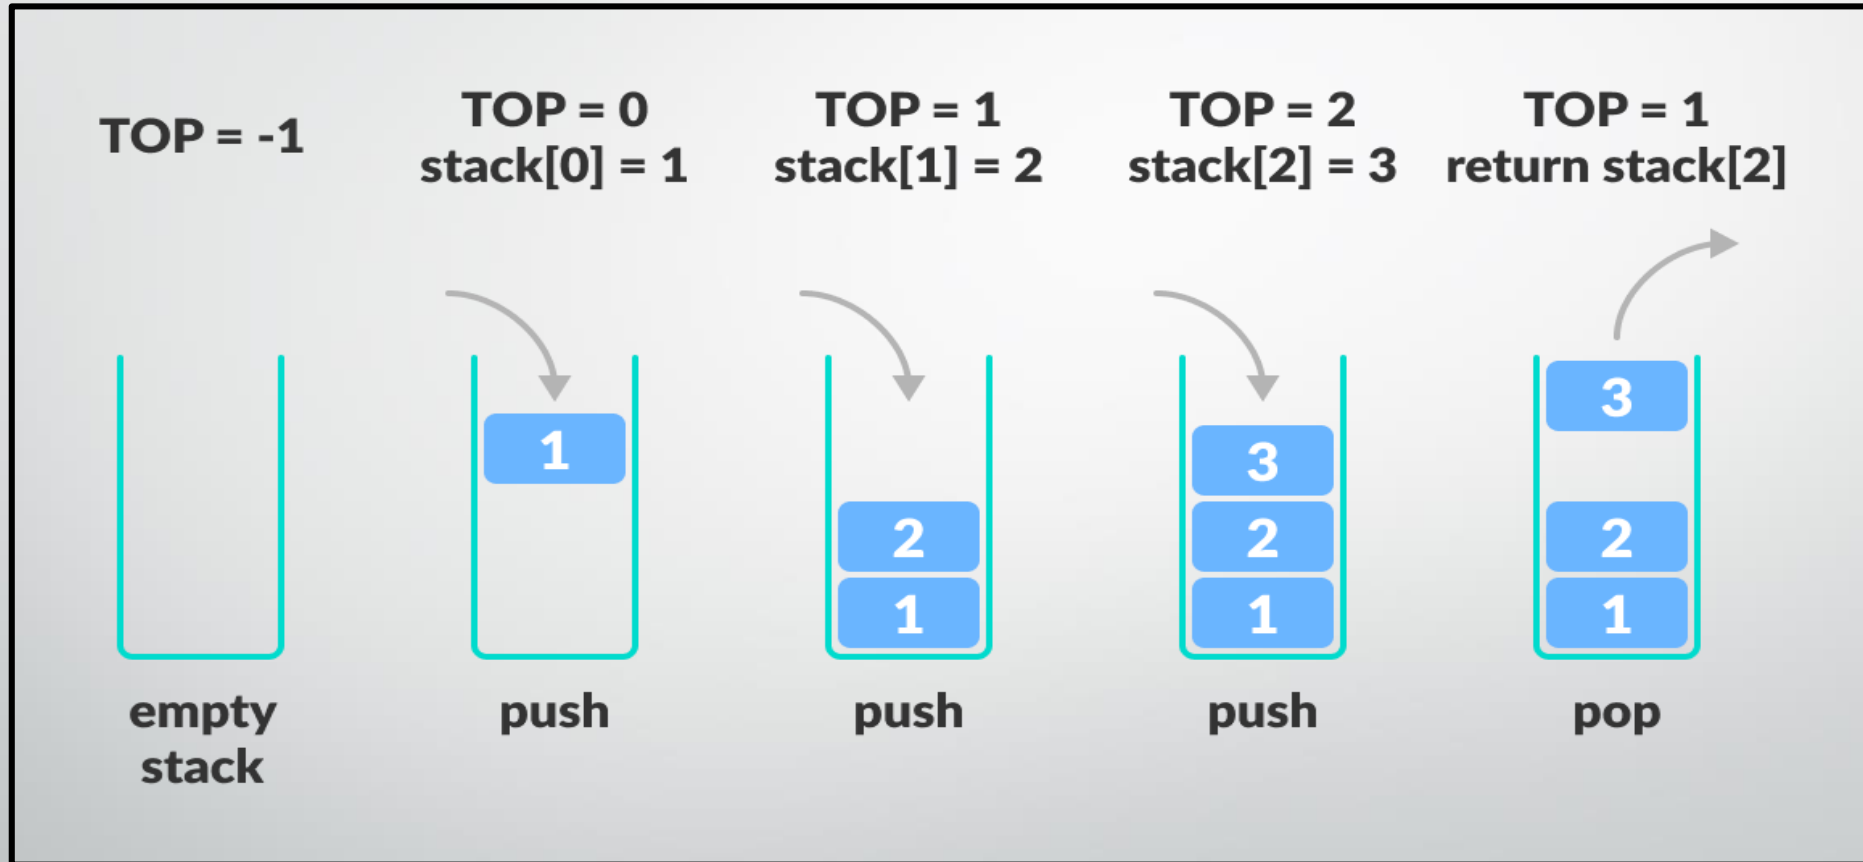 TOP = -1
TOP = 0
stack[0] = 1
TOP = 1
stack[1] = 2
TOP = 2
stack[2] = 3
TOP = 1
return stack[2]
1
2
1
3
2
1
3
2
1
empty
stack
push
push
push
pop